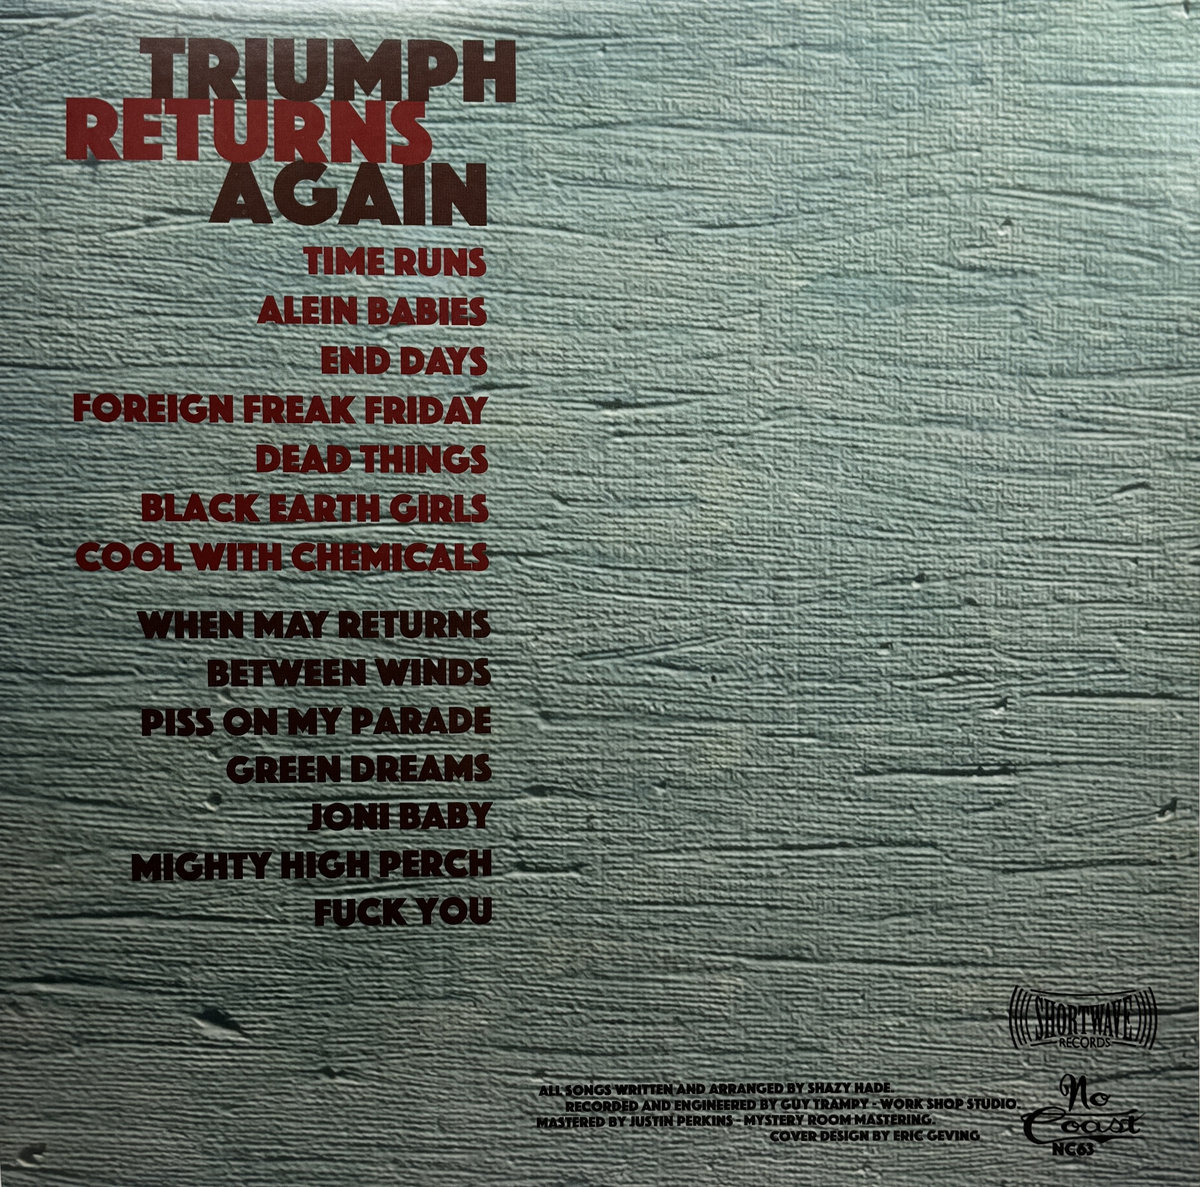 TRIUMPH
RETURNS
AGAIN
TIME RUNS
ALEIN BABIES
END DAYS
FOREIGN FREAK FRIDAY
DEAD THINGS
BLACK EARTH GIRLS
COOL WITH CHEMICALS
WHEN MAY RETURNS
BETWEEN WINDS
PISS ON MY PARADE
GREEN DREAMS
JONI BABY
MIGHTY HIGH PERCH
FUCK YOU
SHORTWAVE
RECORDS
ALL SONGS WRITTEN AND ARRANGED BY SHAZY HADE.
RECORDED AND ENGINEERED BY GUY TRAMPY - WORK SHOP STUDIO.
MASTERED BY JUSTIN PERKINS - MYSTERY ROOM MASTERING.
COVER DESIGN BY ERIC GEVING
No
Coast
NC63